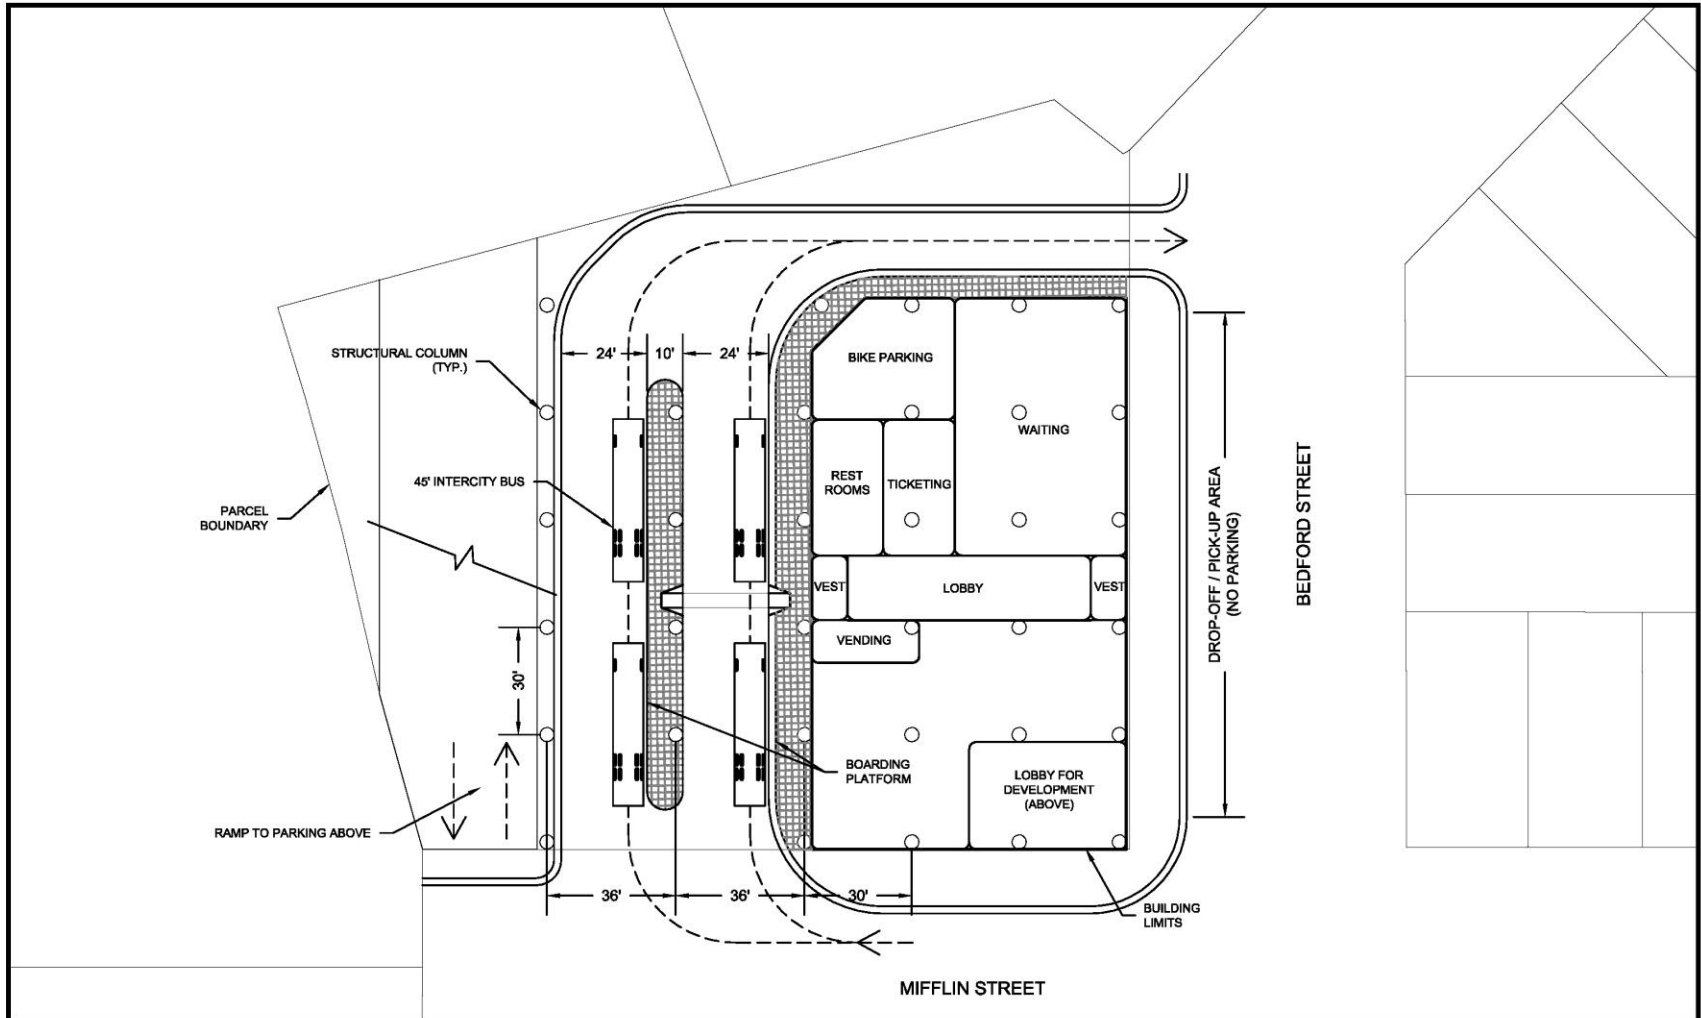 24'
10'
24'
STRUCTURAL COLUMN
(TYP.)
BIKE PARKING
WAITING
45' INTERCITY BUS
REST
ROOMS
TICKETING
PARCEL
BOUNDARY
DROP-OFF / PICK-UP AREA
(NO PARKING)
BEDFORD STREET
VEST
LOBBY
VEST
VENDING
30'
BOARDING
PLATFORM
LOBBY FOR
DEVELOPMENT
(ABOVE)
RAMP TO PARKING ABOVE
36'
36'
30'
BUILDING
LIMITS
MIFFLIN STREET